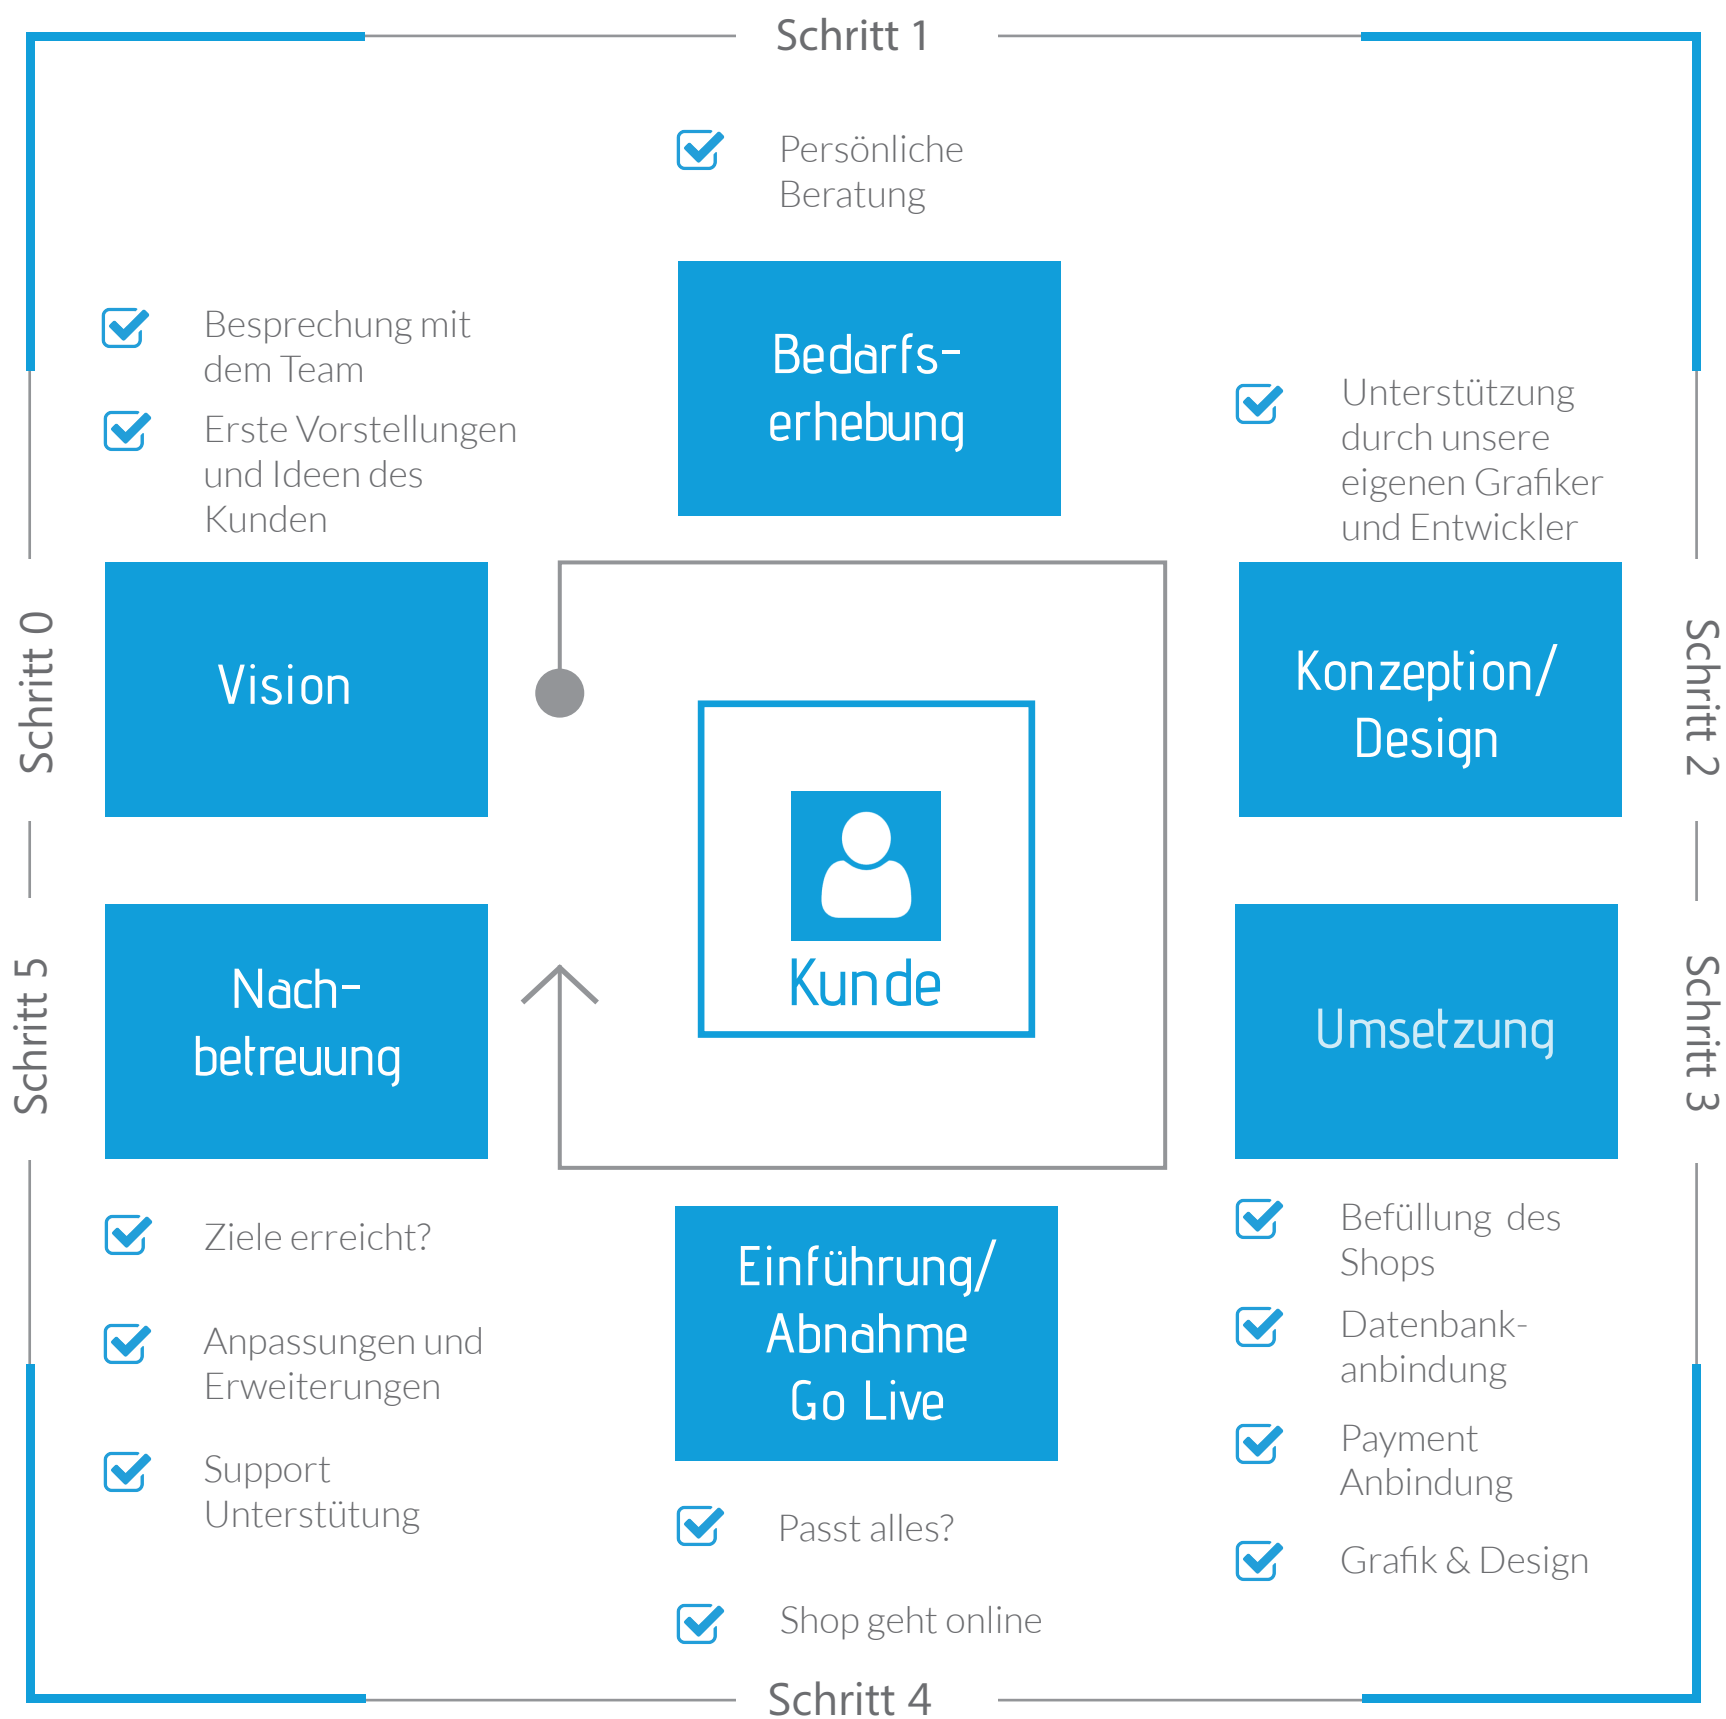 Schritt 1
Persönliche
Beratung
Bedarfs-
erhebung
Schritt 0
Besprechung mit
dem Team
Erste Vorstellungen
und Ideen des
Kunden
Vision
Schritt 2
Unterstützung
durch unsere
eigenen Grafiker
und Entwickler
Konzeption/
Design
Kunde
Schritt 5
Nach-
betreuung
Ziele erreicht?
Anpassungen und
Erweiterungen
Support
Unterstütung
Schritt 3
Umsetzung
Befüllung des
Shops
Datenbank-
anbindung
Payment
Anbindung
Grafik & Design
Einführung/
Abnahme
Go Live
Passt alles?
Shop geht online
Schritt 4